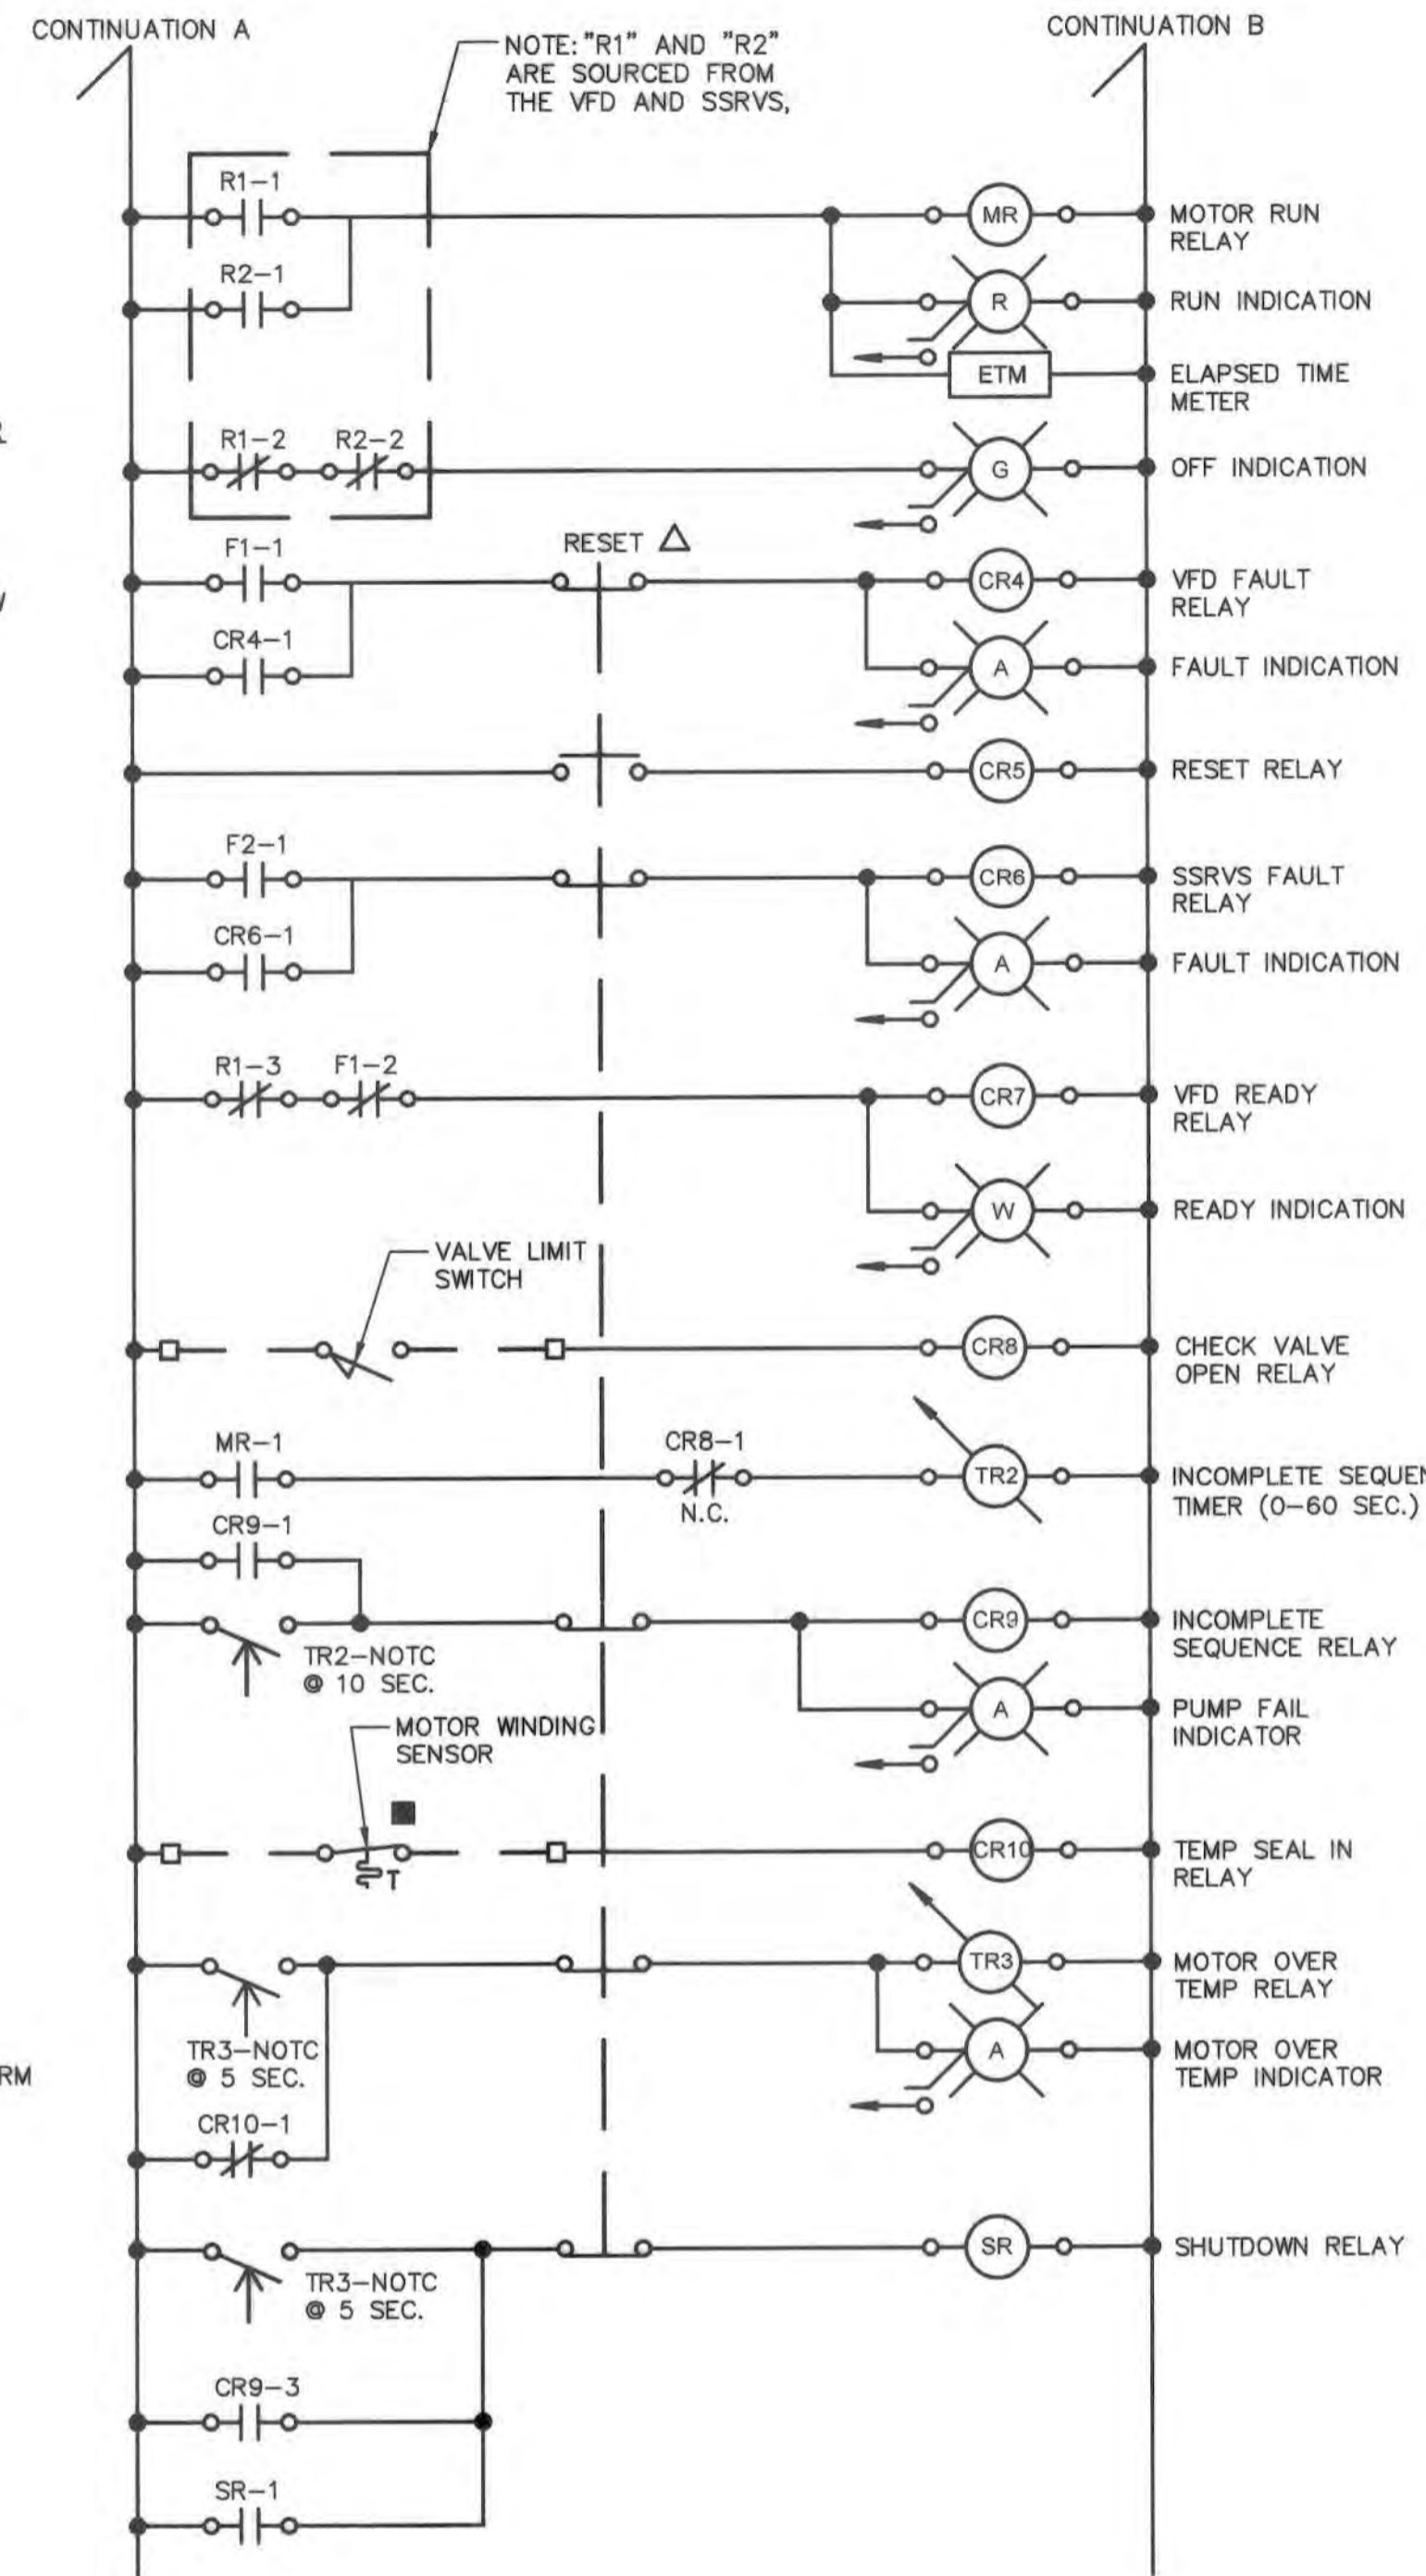 CONTINUATION A
CONTINUATION B
NOTE: "R1" AND "R2"
ARE SOURCED FROM
THE VFD AND SSRVS,
R1-1
MR
MOTOR RUN
RELAY
R2-1
R
RUN INDICATION
ETM
ELAPSED TIME
METER
R1-2
R2-2
G
OFF INDICATION
F1-1
RESET
CR4
VFD FAULT
RELAY
CR4-1
A
FAULT INDICATION
CR5
RESET RELAY
F2-1
CR6
SSRVS FAULT
RELAY
CR6-1
A
FAULT INDICATION
R1-3
F1-2
CR7
VFD READY
RELAY
W
READY INDICATION
VALVE LIMIT
SWITCH
CR8
CHECK VALVE
OPEN RELAY
MR-1
CR8-1
N.C.
TR2
INCOMPLETE SEQUEN
TIMER (0-60 SEC.)
CR9-1
TR2-NOTC
@ 10 SEC.
CR9
INCOMPLETE
SEQUENCE RELAY
A
PUMP FAIL
INDICATOR
MOTOR WINDING
SENSOR
T
CR10
TEMP SEAL IN
RELAY
TR3-NOTC
@ 5 SEC.
TR3
MOTOR OVER
TEMP RELAY
A
MOTOR OVER
TEMP INDICATOR
RM
CR10-1
TR3-NOTC
@ 5 SEC.
SR
SHUTDOWN RELAY
CR9-3
SR-1